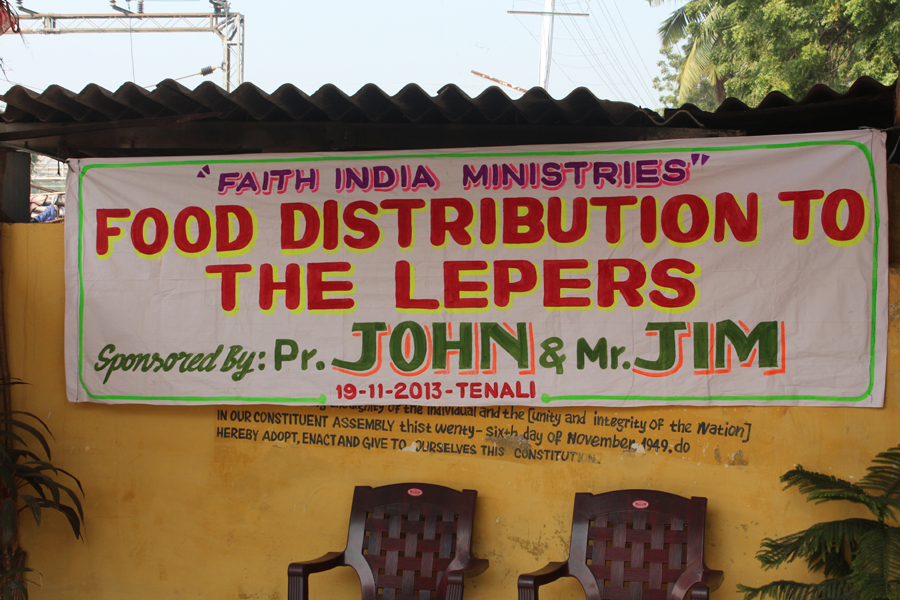 "FAITH INDIA MINISTRIES"
FOOD DISTRIBUTION TO
THE LEPERS
Sponsored By: Pr. JOHN & Mr. JIM
19-11-2013-TENALI
of the individual and the [unity and integrity of the Nation]
IN OUR CONSTITUENT ASSEMBLY thist wenty-sixth day of November 1949, do
HEREBY ADOPT, ENACT AND GIVE TO OURSELVES THIS CONSTITUTION.